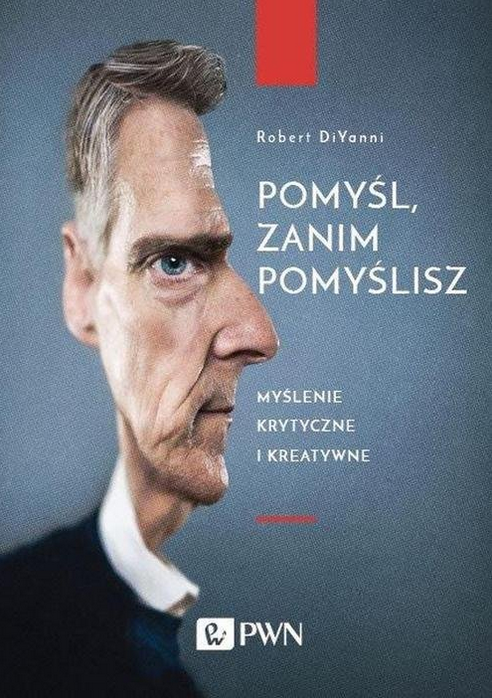 Robert DiYanni
POMYŚL,
ZANIM
POMYŚLISZ
MYŚLENIE
KRYTYCZNE
I KREATYWNE
PWN